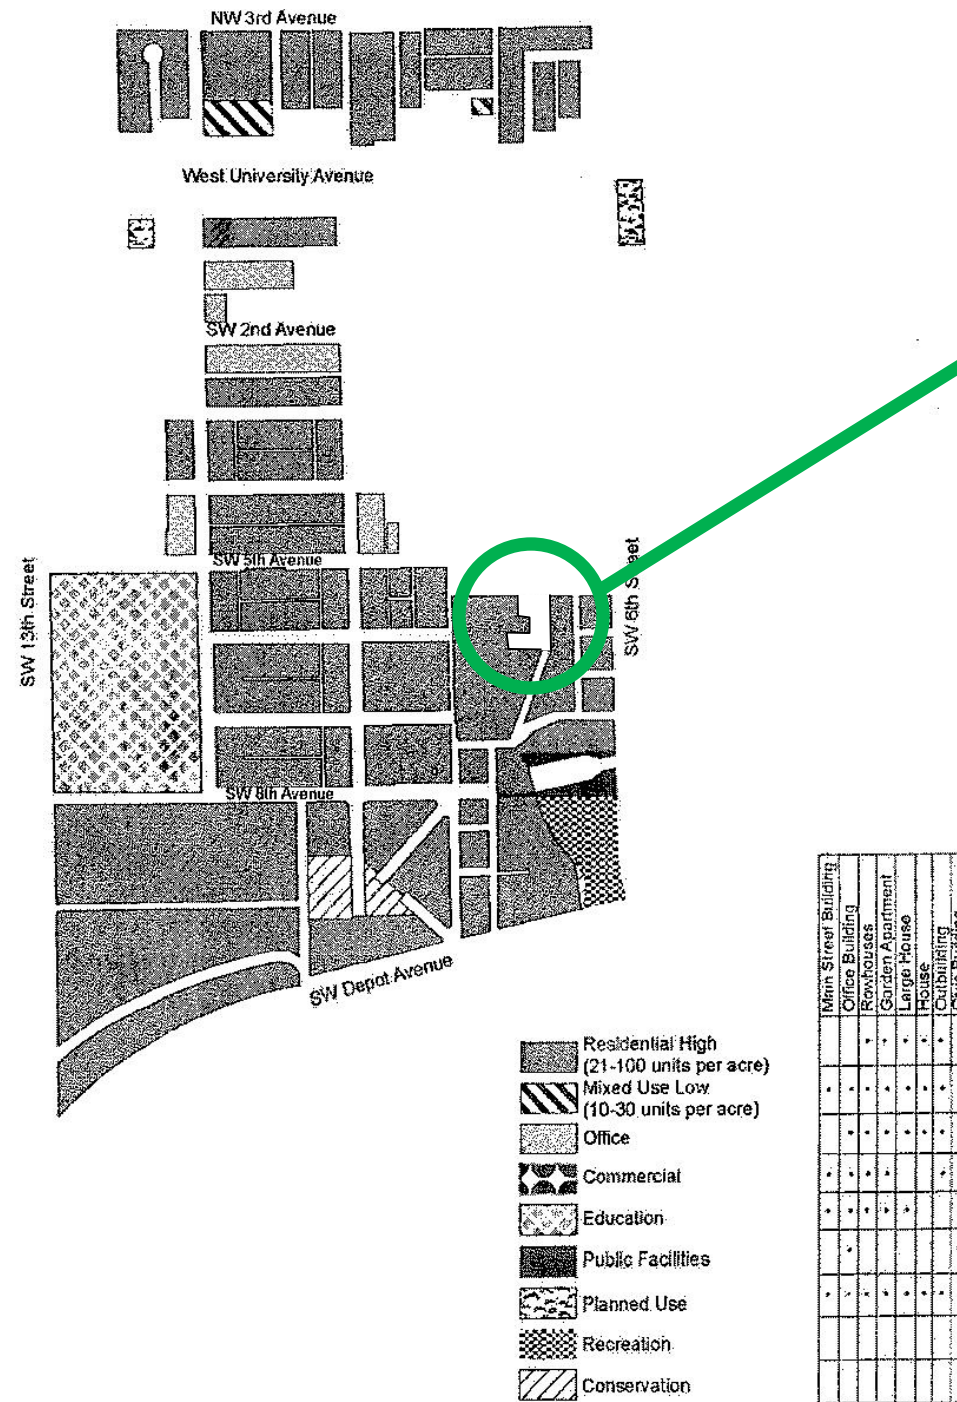 NW 3rd Avenue
West University Avenue
SW 2nd Avenue
SW 5th Avenue
SW 13th Street
SW 6th Street
SW 8th Avenue
SW Depot Avenue
Residential High
(21-100 units per acre)
Mixed Use Low
(10-30 units per acre)
Office
Commercial
Education
Public Facilities
Planned Use
Recreation
Conservation
Main Street Building
Office Building
Rowhouses
Garden Apartment
Large House
House
Outbuilding